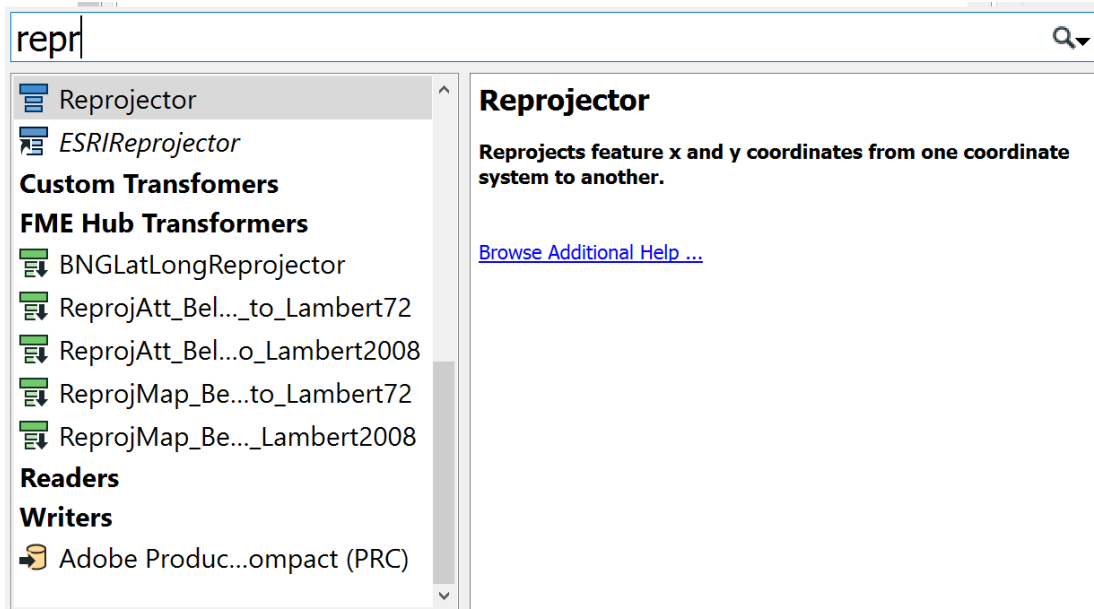 repr
Reprojector
ESRIReprojector
Custom Transfomers
FME Hub Transformers
BNGLatLongReprojector
ReprojAtt_Bel..._to_Lambert72
ReprojAtt_Bel...o_Lambert2008
ReprojMap_Be...to_Lambert72
ReprojMap_Be..._Lambert2008
Readers
Writers
Adobe Produc...ompact (PRC)
Reprojector
Reprojects feature x and y coordinates from one coordinate
system to another.
Browse Additional Help ...